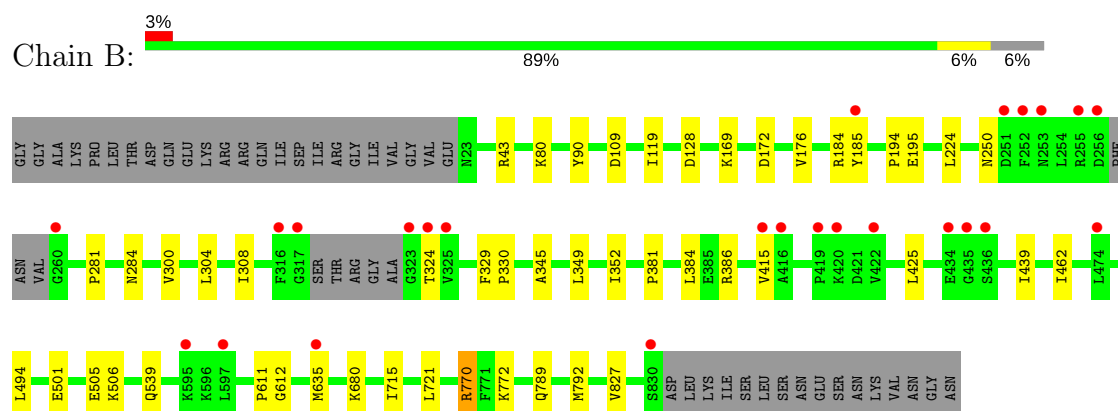 3%
Chain B:
89% 6% 6%
GLY GLY ALA LYS PRO LEU THR ASP GLN GLU LYS ARG ARG GLN ILE SEP ILE ARG GLY ILE VAL GLY VAL GLU N23 R43 K80 Y90 D109 I119 D128 K169 D172 V176 R184 Y185 P194 E195 L224 N250 D251 F252 N253 L254 R255 D256 PHE
ASN VAL G260 P281 N284 V300 L304 I308 F316 G317 SER THR ARG GLY ALA G323 T324 V325 F329 P330 A345 L349 I352 P381 L384 E385 R386 V415 A416 P419 K420 D421 V422 L425 E434 G435 S436 I439 I462 L474
L494 E501 E505 K506 Q539 K595 K596 L597 P611 G612 M635 K680 I715 L721 R770 F771 K772 Q789 M792 V827 S830 ASP LEU LYS ILE SER LEU SER ASN GLU SER ASN LYS VAL ASN GLY ASN